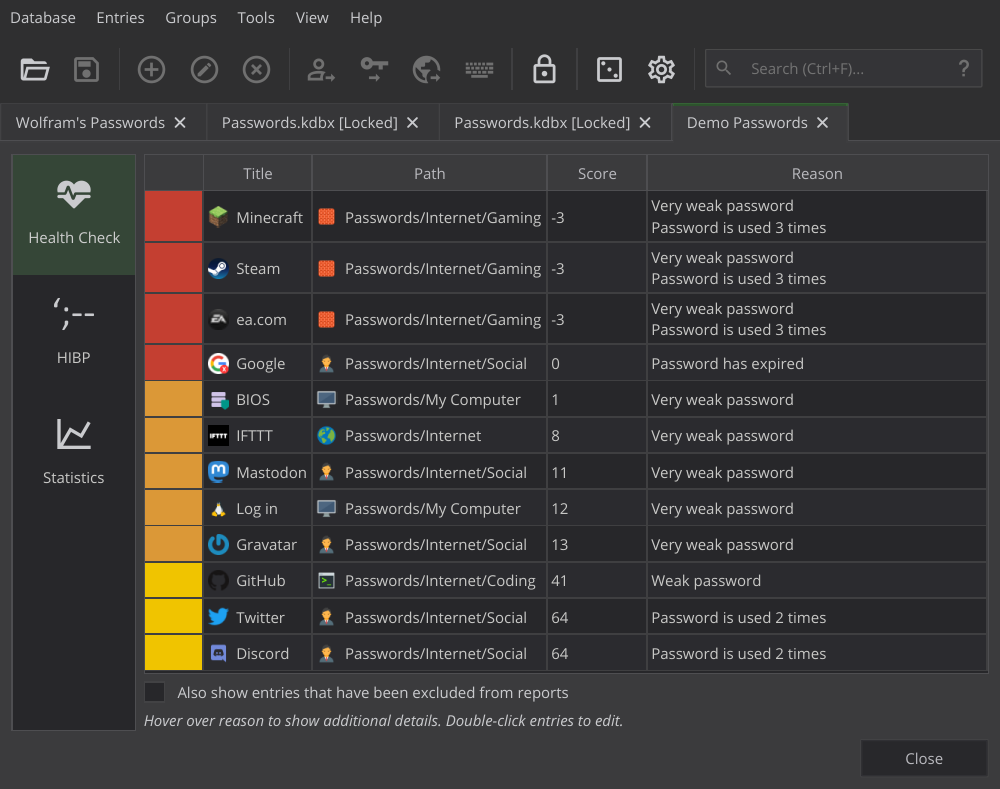 Database Entries Groups Tools View Help
Search (Ctrl+F)... ?
Wolfram's Passwords ✕ Passwords.kdbx [Locked] ✕ Passwords.kdbx [Locked] ✕ Demo Passwords ✕
Health Check
';--
HIBP
Statistics
Title Path Score Reason
Minecraft Passwords/Internet/Gaming -3 Very weak password
Password is used 3 times
Steam Passwords/Internet/Gaming -3 Very weak password
Password is used 3 times
EA ea.com Passwords/Internet/Gaming -3 Very weak password
Password is used 3 times
Google Passwords/Internet/Social 0 Password has expired
BIOS Passwords/My Computer 1 Very weak password
IFTTT IFTTT Passwords/Internet 8 Very weak password
Mastodon Passwords/Internet/Social 11 Very weak password
Log in Passwords/My Computer 12 Very weak password
Gravatar Passwords/Internet/Social 13 Very weak password
GitHub Passwords/Internet/Coding 41 Weak password
Twitter Passwords/Internet/Social 64 Password is used 2 times
Discord Passwords/Internet/Social 64 Password is used 2 times
Also show entries that have been excluded from reports
Hover over reason to show additional details. Double-click entries to edit.
Close